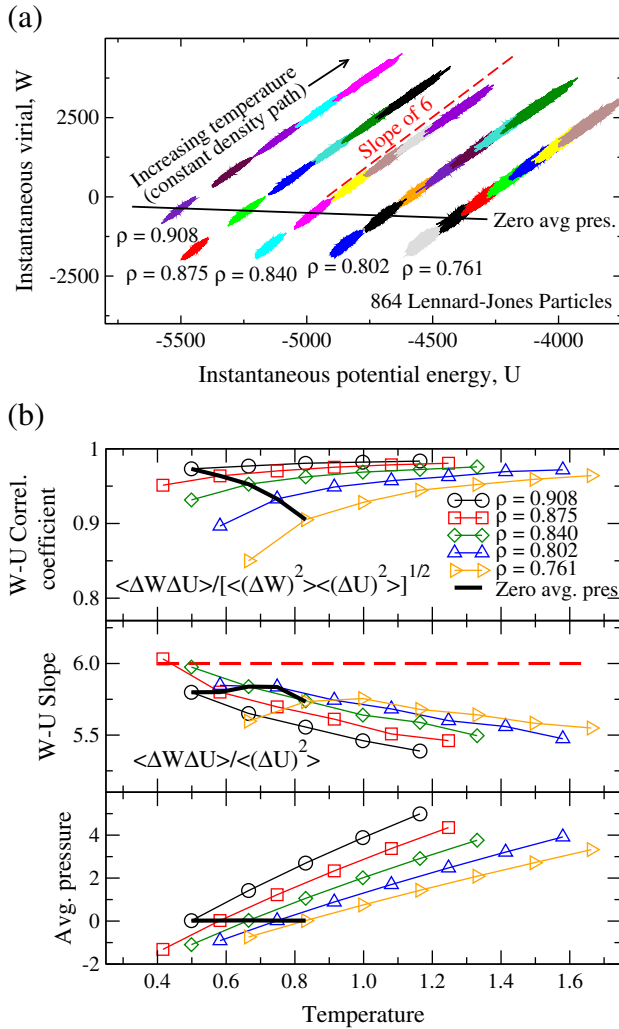 (a)
Instantaneous virial, W
2500
0
-2500
Increasing temperature
(constant density path)
Slope of 6
Zero avg pres.
ρ = 0.908
ρ = 0.875
ρ = 0.840
ρ = 0.802
ρ = 0.761
864 Lennard-Jones Particles
-5500
-5000
-4500
-4000
Instantaneous potential energy, U
(b)
W-U Correl.
coefficient
1
0.9
0.8
ρ = 0.908
ρ = 0.875
ρ = 0.840
ρ = 0.802
ρ = 0.761
Zero avg. pres
<ΔWΔU>/[<(ΔW)²><(ΔU)²>]^1/2
W-U Slope
6.0
5.5
<ΔWΔU>/<(ΔU)²>
Avg. pressure
4
2
0
-2
0.4
0.6
0.8
1.0
1.2
1.4
1.6
Temperature